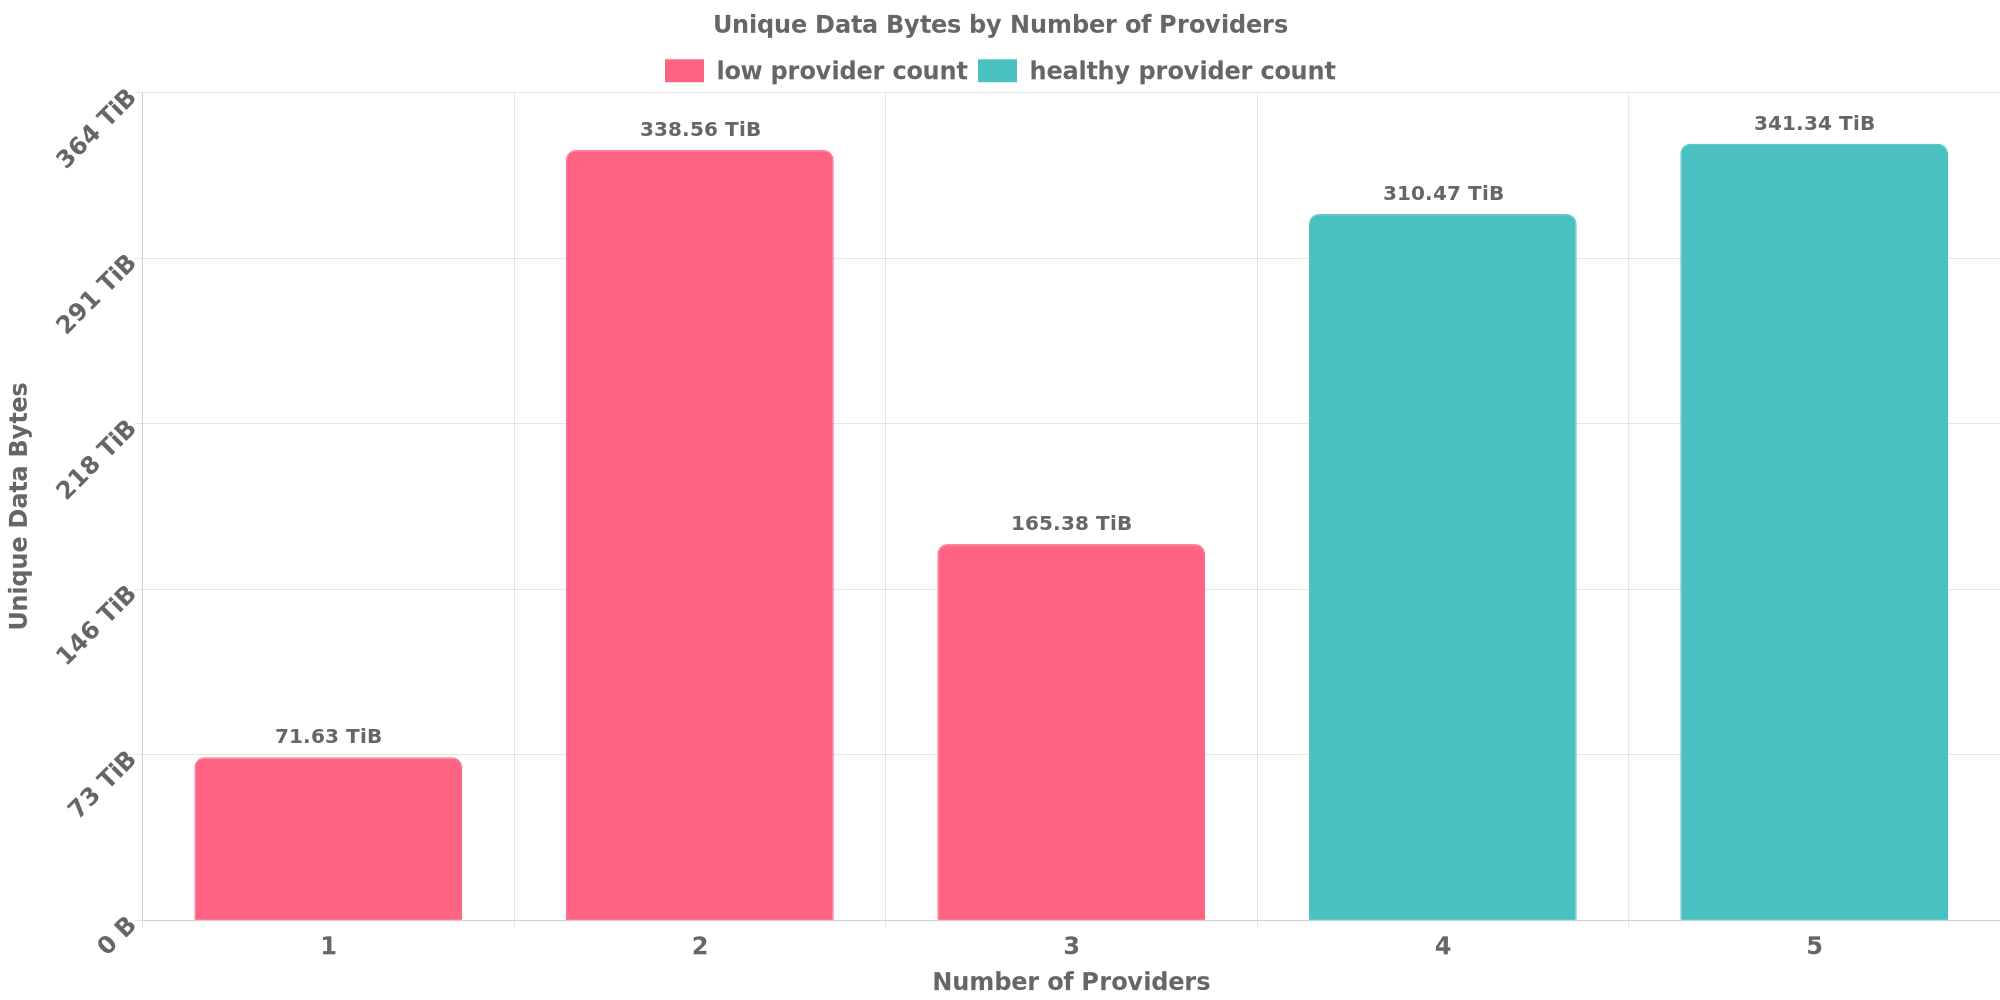 Unique Data Bytes by Number of Providers
low provider count healthy provider count
364 TiB
291 TiB
218 TiB
146 TiB
73 TiB
0 B
Unique Data Bytes
71.63 TiB
338.56 TiB
165.38 TiB
310.47 TiB
341.34 TiB
1 2 3 4 5
Number of Providers